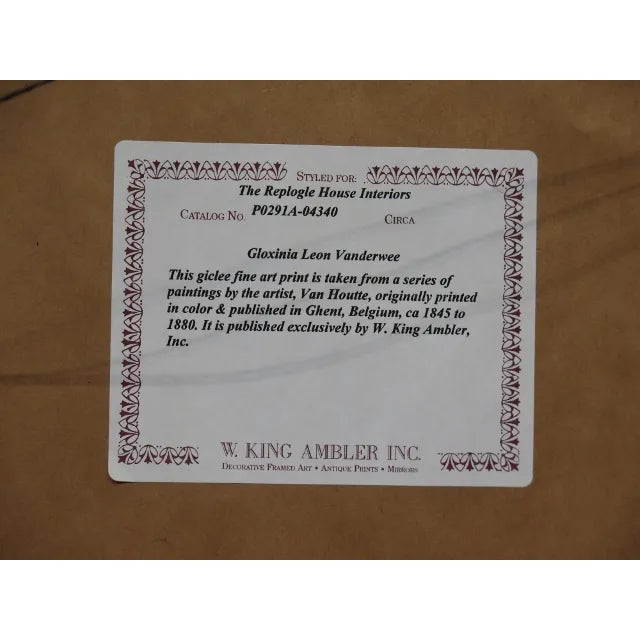 STYLED FOR:
The Replogle House Interiors
CATALOG NO P0291A-04340 CIRCA
Gloxinia Leon Vanderwee
This giclee fine art print is taken from a series of
paintings by the artist, Van Houtte, originally printed
in color & published in Ghent, Belgium, ca 1845 to
1880. It is published exclusively by W. King Ambler,
Inc.
W. KING AMBLER INC.
DECORATIVE FRAMED ART • ANTIQUE PRINTS • MIRRORS